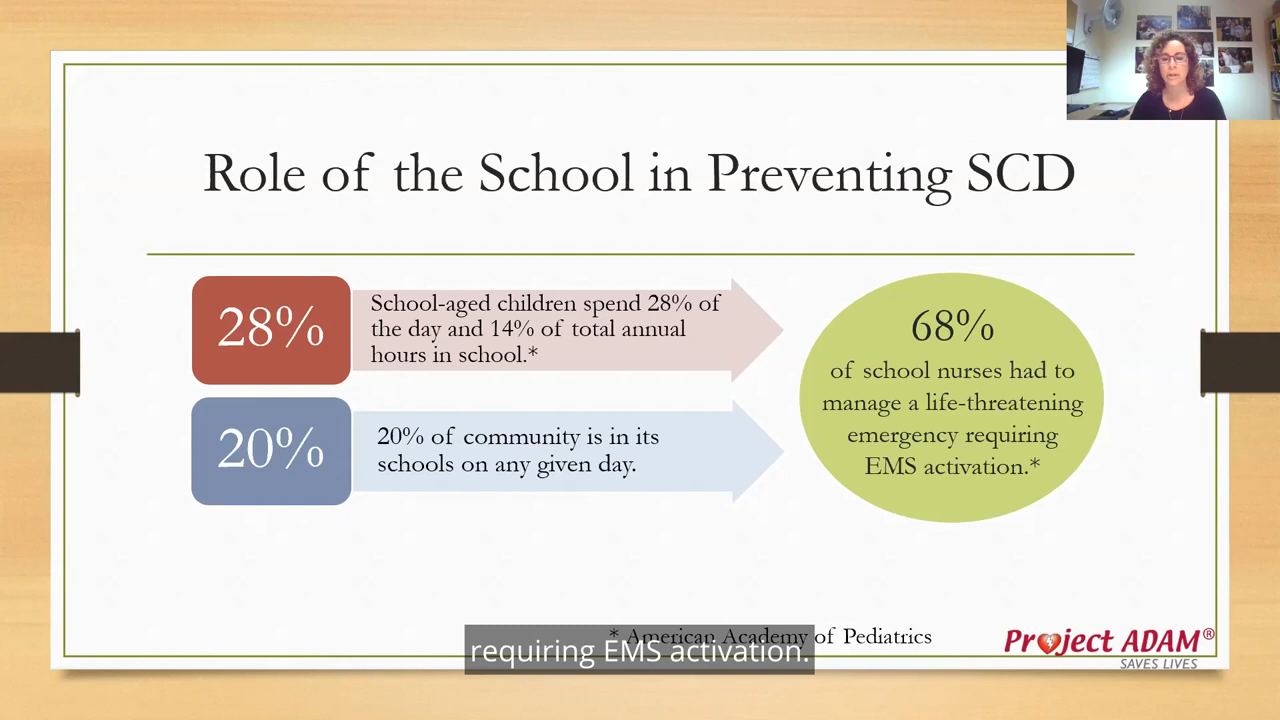 Role of the School in Preventing SCD
28%
School-aged children spend 28% of
the day and 14% of total annual
hours in school.*
20%
20% of community is in its
schools on any given day.
68%
of school nurses had to
manage a life-threatening
emergency requiring
EMS activation.*
* American Academy of Pediatrics
requiring EMS activation.
Project ADAM®
SAVES LIVES